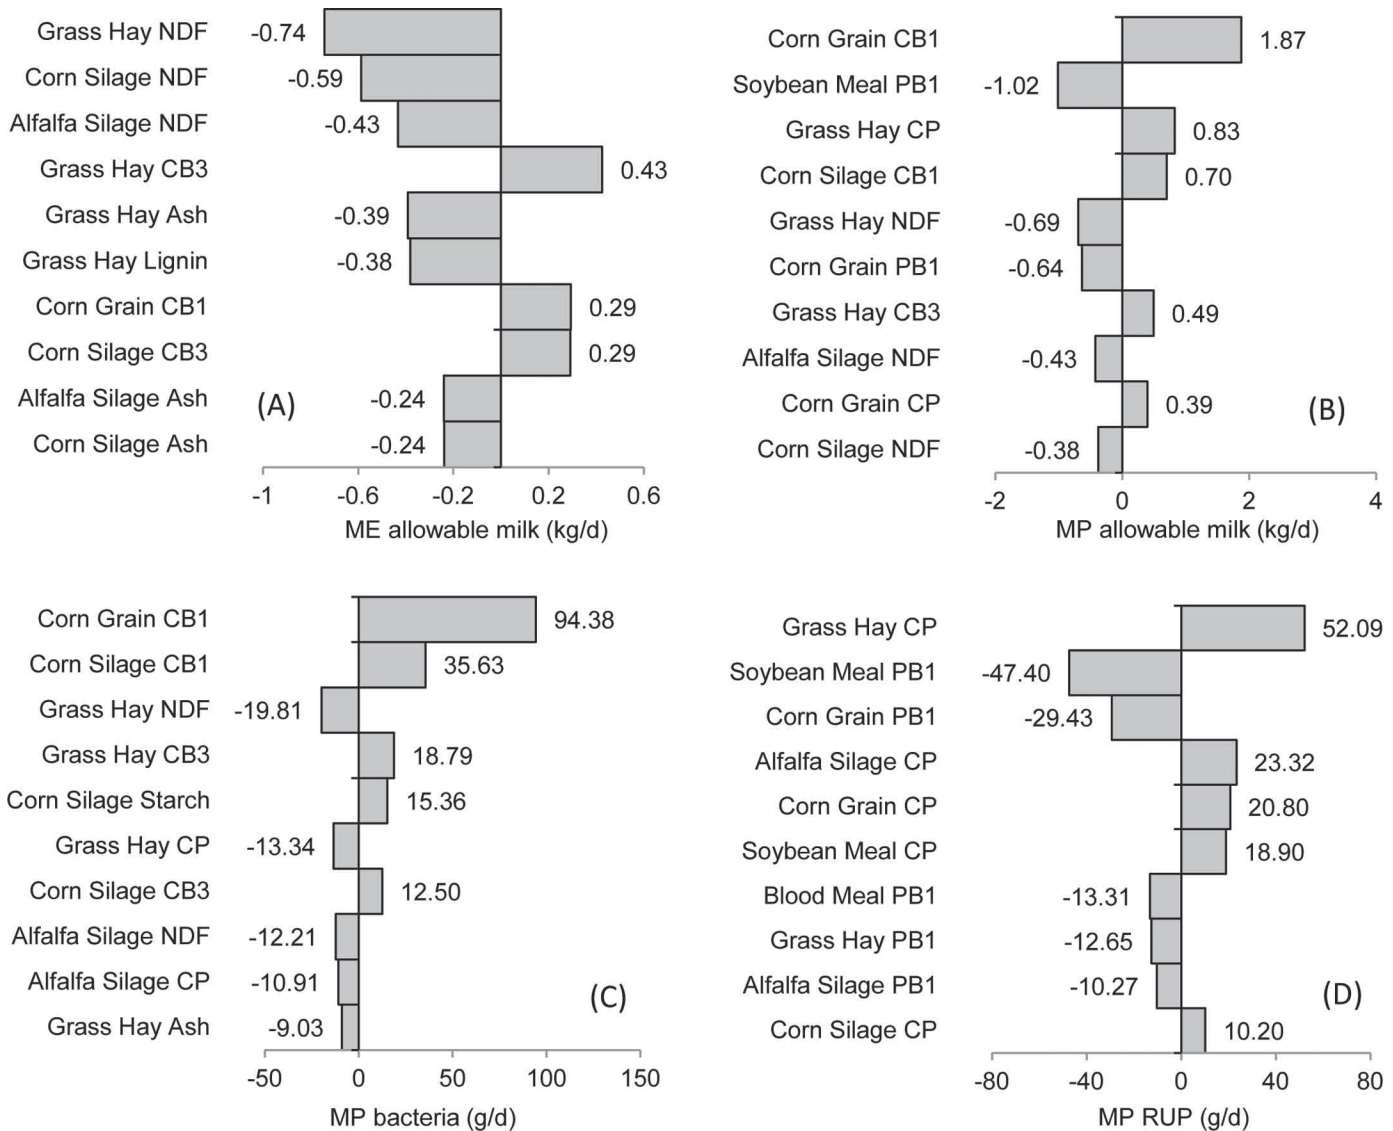 Grass Hay NDF -0.74
Corn Silage NDF -0.59
Alfalfa Silage NDF -0.43
Grass Hay CB3 0.43
Grass Hay Ash -0.39
Grass Hay Lignin -0.38
Corn Grain CB1 0.29
Corn Silage CB3 0.29
Alfalfa Silage Ash -0.24
(A)
Corn Silage Ash -0.24
-1 -0.6 -0.2 0.2 0.6
ME allowable milk (kg/d)
Corn Grain CB1 1.87
Soybean Meal PB1 -1.02
Grass Hay CP 0.83
Corn Silage CB1 0.70
Grass Hay NDF -0.69
Corn Grain PB1 -0.64
Grass Hay CB3 0.49
Alfalfa Silage NDF -0.43
Corn Grain CP 0.39
(B)
Corn Silage NDF -0.38
-2 0 2 4
MP allowable milk (kg/d)
Corn Grain CB1 94.38
Corn Silage CB1 35.63
Grass Hay NDF -19.81
Grass Hay CB3 18.79
Corn Silage Starch 15.36
Grass Hay CP -13.34
Corn Silage CB3 12.50
Alfalfa Silage NDF -12.21
Alfalfa Silage CP -10.91
(C)
Grass Hay Ash -9.03
-50 0 50 100 150
MP bacteria (g/d)
Grass Hay CP 52.09
Soybean Meal PB1 -47.40
Corn Grain PB1 -29.43
Alfalfa Silage CP 23.32
Corn Grain CP 20.80
Soybean Meal CP 18.90
Blood Meal PB1 -13.31
Grass Hay PB1 -12.65
Alfalfa Silage PB1 -10.27
(D)
Corn Silage CP 10.20
-80 -40 0 40 80
MP RUP (g/d)